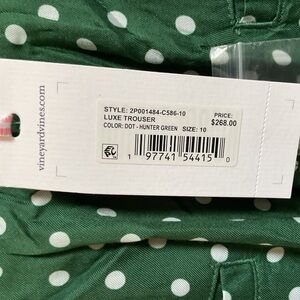 vineyardvines.com
STYLE: 2P001484-C586-10
LUXE TROUSER
COLOR: DOT - HUNTER GREEN SIZE: 10
PRICE:
$268.00
1 97741 54415 0